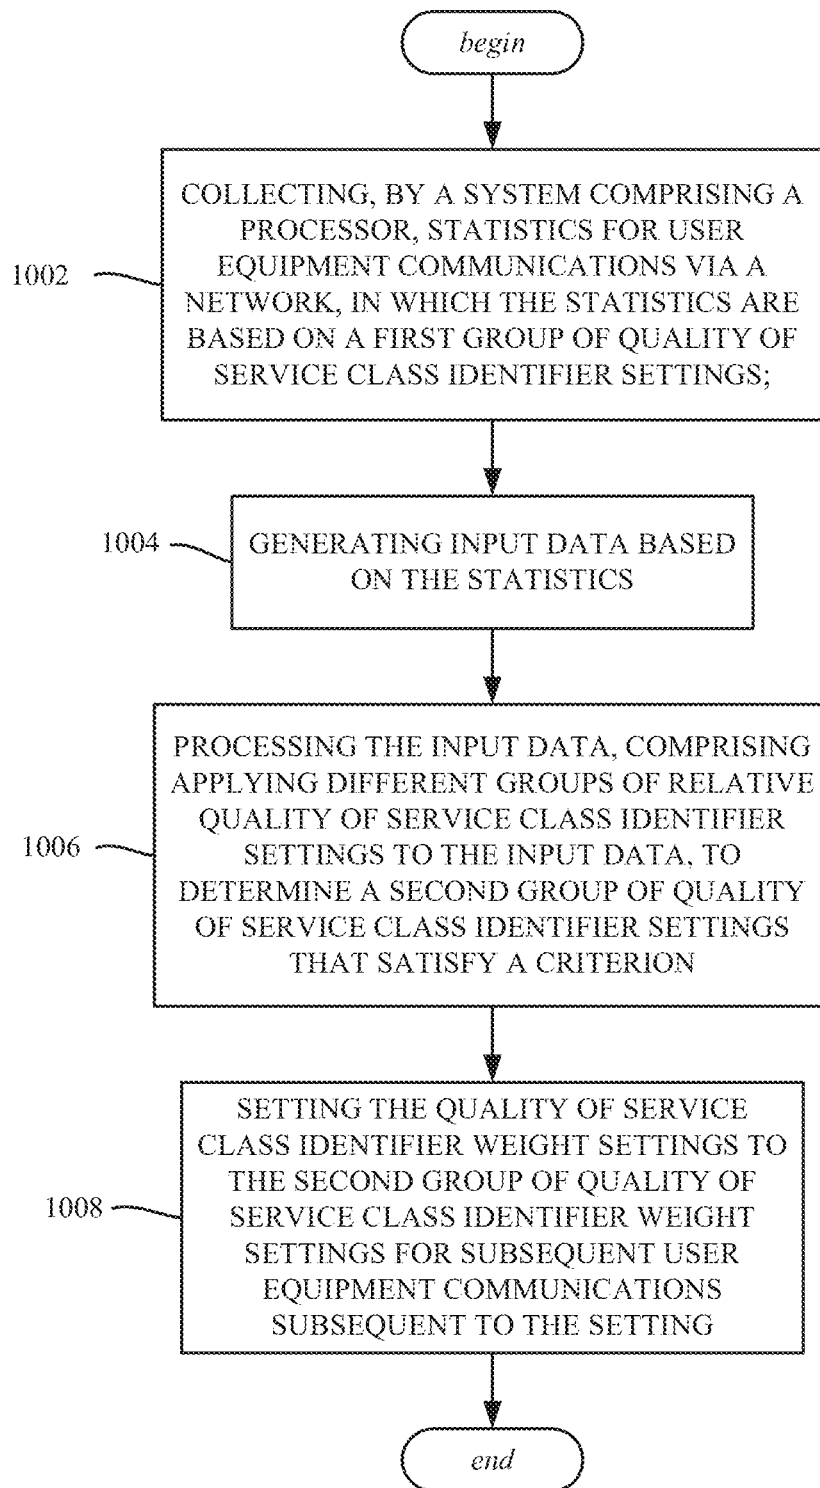 begin
1002
COLLECTING, BY A SYSTEM COMPRISING A
PROCESSOR, STATISTICS FOR USER
EQUIPMENT COMMUNICATIONS VIA A
NETWORK, IN WHICH THE STATISTICS ARE
BASED ON A FIRST GROUP OF QUALITY OF
SERVICE CLASS IDENTIFIER SETTINGS;
1004
GENERATING INPUT DATA BASED
ON THE STATISTICS
1006
PROCESSING THE INPUT DATA, COMPRISING
APPLYING DIFFERENT GROUPS OF RELATIVE
QUALITY OF SERVICE CLASS IDENTIFIER
SETTINGS TO THE INPUT DATA, TO
DETERMINE A SECOND GROUP OF QUALITY
OF SERVICE CLASS IDENTIFIER SETTINGS
THAT SATISFY A CRITERION
1008
SETTING THE QUALITY OF SERVICE
CLASS IDENTIFIER WEIGHT SETTINGS TO
THE SECOND GROUP OF QUALITY OF
SERVICE CLASS IDENTIFIER WEIGHT
SETTINGS FOR SUBSEQUENT USER
EQUIPMENT COMMUNICATIONS
SUBSEQUENT TO THE SETTING
end